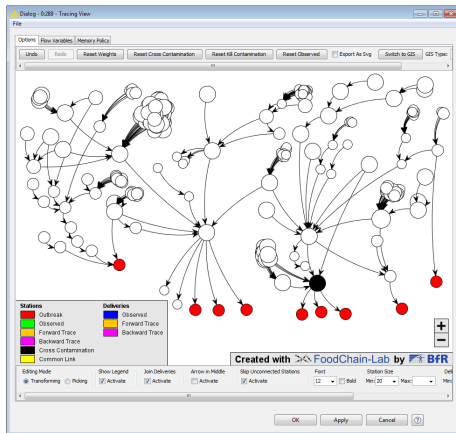 Dialog - 0:289 - Tracing View
File
Options Flow Variables Memory Policy
Undo Redo Reset Weights Reset Cross Contamination Reset Kill Contamination Reset Observed Export As Svg Switch to GIS GIS Type:
Stations Deliveries
Outbreak Observed
Observed Forward Trace
Forward Trace Backward Trace
Backward Trace
Cross Contamination
Common Link
+
−
Created with FoodChain-Lab by BfR
Editing Mode Show Legend Join Deliveries Arrow in Middle Skip Unconnected Stations Font Station Size Deli
Transforming Picking Activate Activate Activate Activate 12 Bold Min: 20 Max: Min:
OK Apply Cancel ?